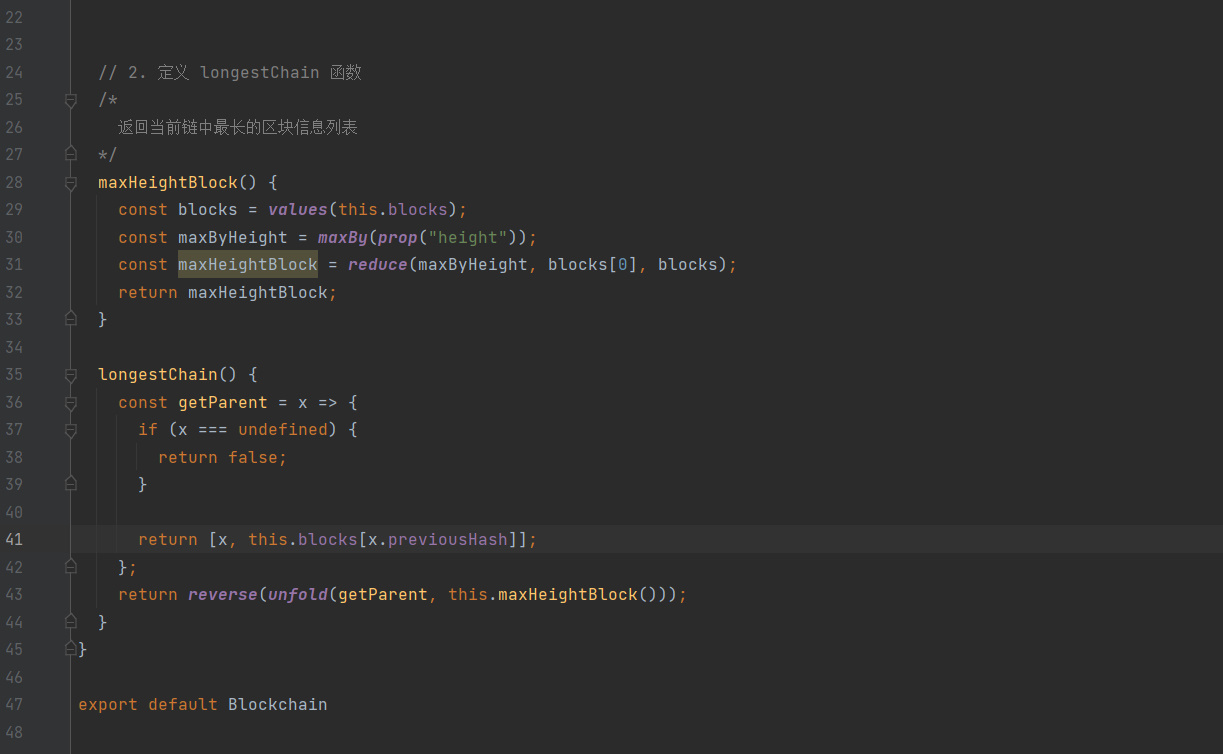 22
23
24 // 2. 定义 longestChain 函数
25 /*
26 返回当前链中最长的区块信息列表
27 */
28 maxHeightBlock() {
29 const blocks = values(this.blocks);
30 const maxByHeight = maxBy(prop("height"));
31 const maxHeightBlock = reduce(maxByHeight, blocks[0], blocks);
32 return maxHeightBlock;
33 }
34
35 longestChain() {
36 const getParent = x => {
37 if (x === undefined) {
38 return false;
39 }
40
41 return [x, this.blocks[x.previousHash]];
42 };
43 return reverse(unfold(getParent, this.maxHeightBlock()));
44 }
45 }
46
47 export default Blockchain
48